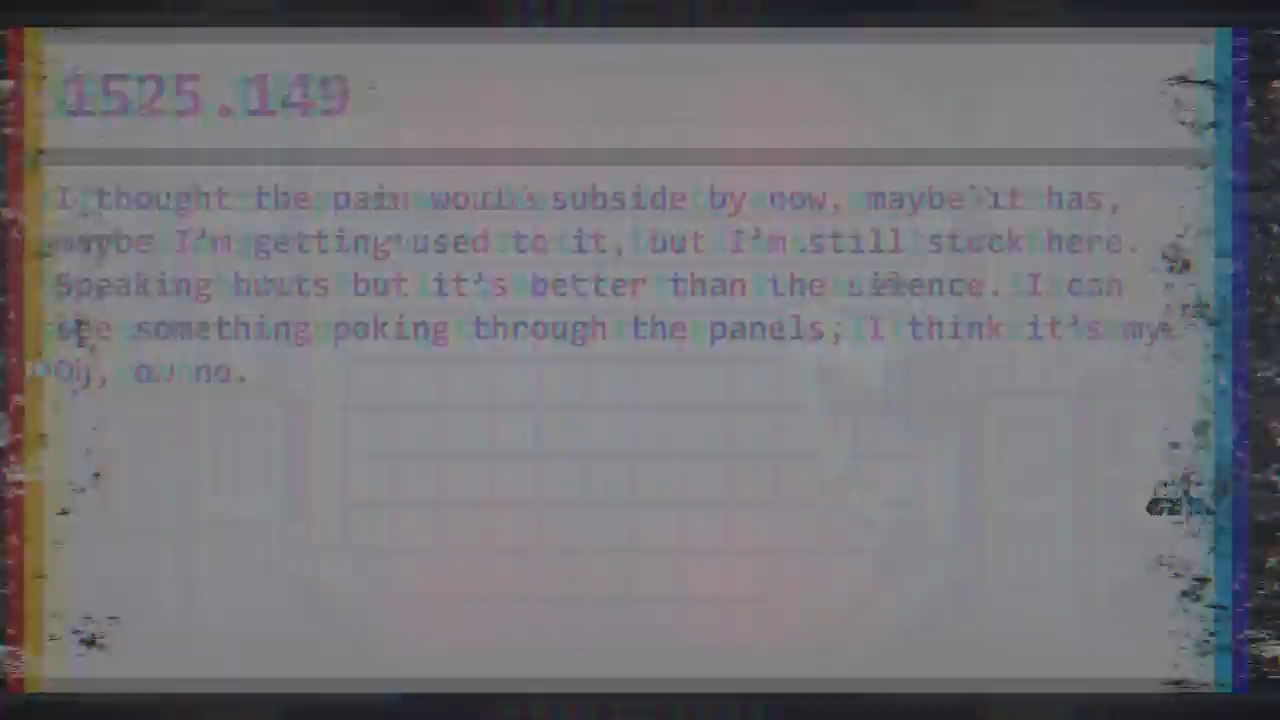 1525.149
I thought the pain would subside by now, maybe it has,
maybe I'm getting used to it, but I'm still stuck here.
Speaking hurts but it's better than the silence. I can
see something poking through the panels, I think it's my
Oh, oh no.